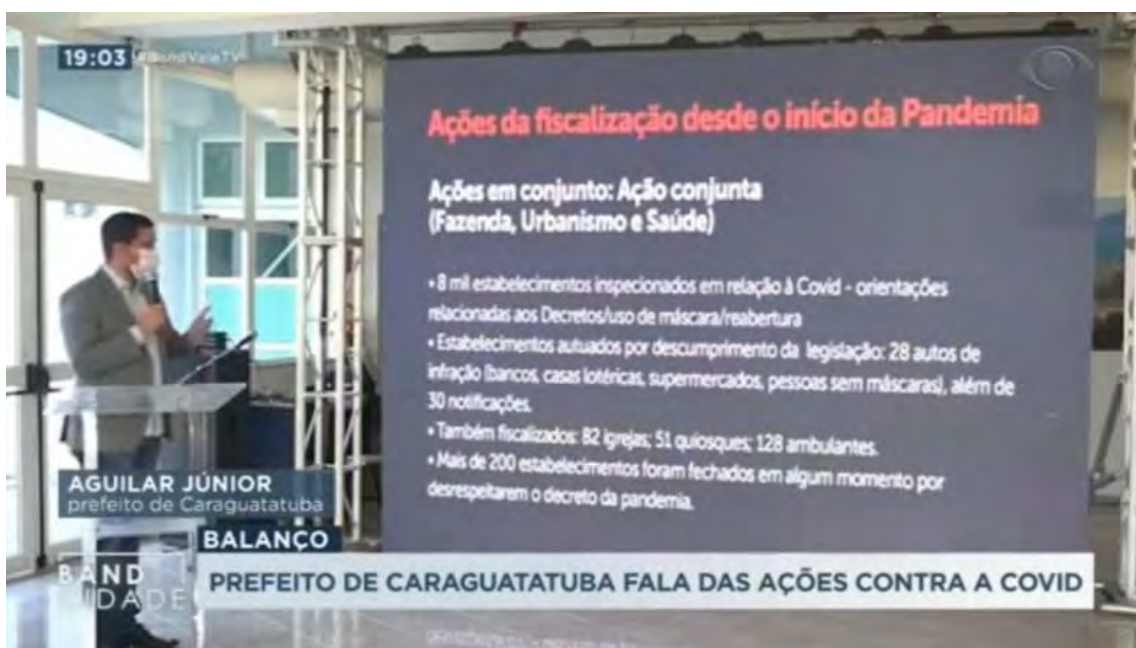 19:03 #BandValeTV
Ações da fiscalização desde o início da Pandemia
Ações em conjunto: Ação conjunta
(Fazenda, Urbanismo e Saúde)
• 8 mil estabelecimentos inspecionados em relação à Covid - orientações
relacionadas aos Decretos/uso de máscara/reabertura
• Estabelecimentos autuados por descumprimento da legislação: 28 autos de
infração (bancos, casas lotéricas, supermercados, pessoas sem máscaras), além de
30 notificações.
• Também fiscalizados: 82 igrejas; 51 quiosques; 128 ambulantes.
• Mais de 200 estabelecimentos foram fechados em algum momento por
desrespeitarem o decreto da pandemia.
AGUILAR JÚNIOR
prefeito de Caraguatatuba
BALANÇO
BAND
CIDADE
PREFEITO DE CARAGUATATUBA FALA DAS AÇÕES CONTRA A COVID